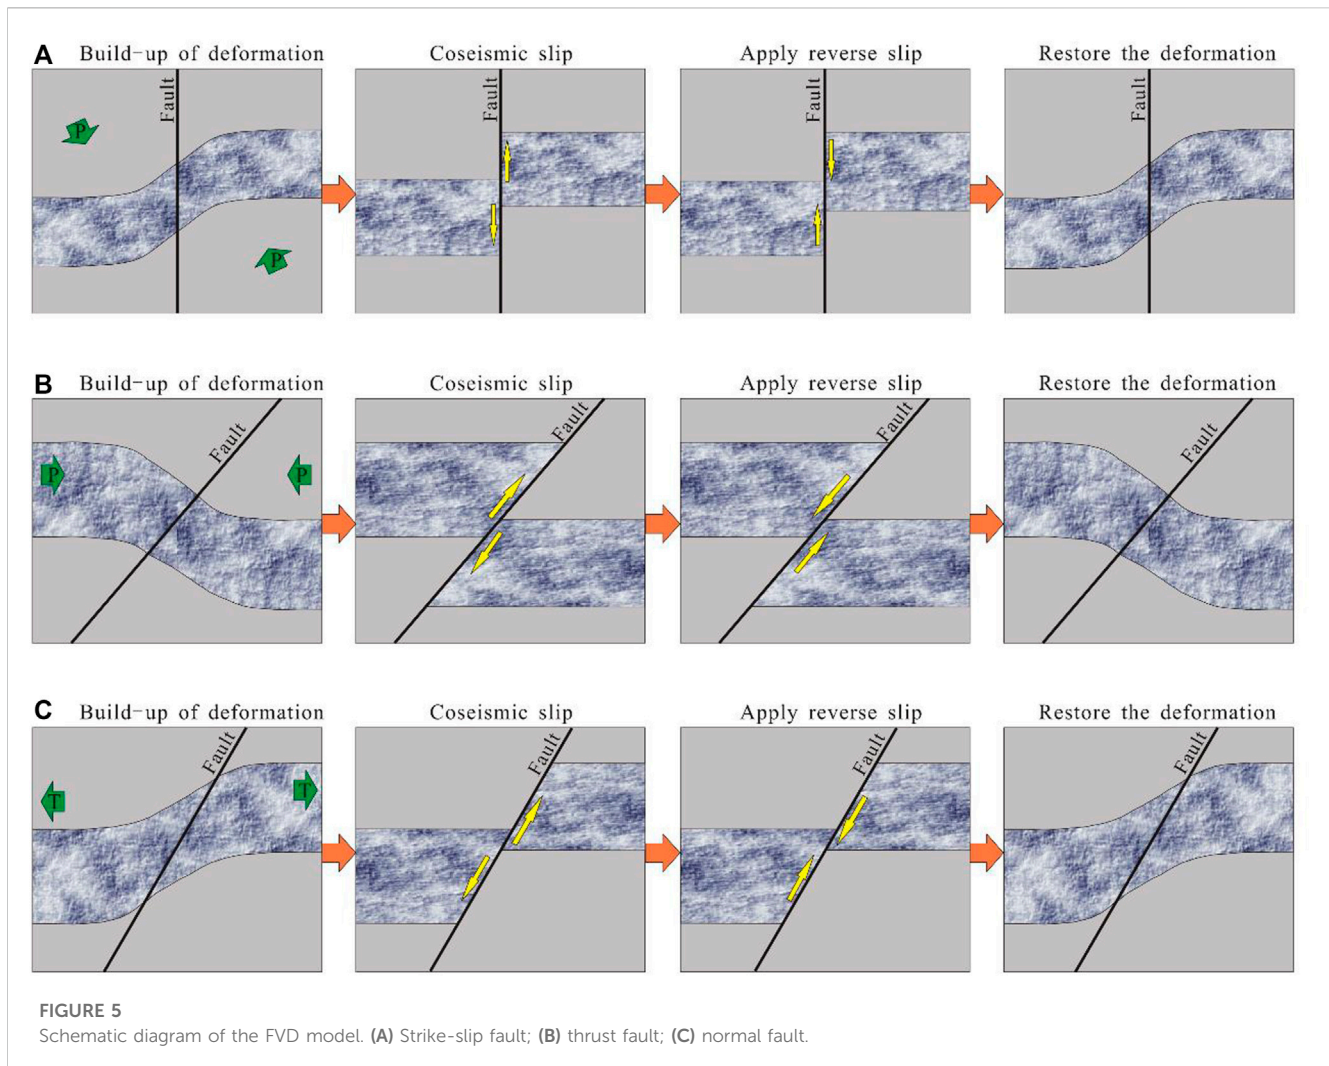 A
Build-up of deformation
Coseismic slip
Apply reverse slip
Restore the deformation
Fault
P
P
Fault
Fault
Fault
B
Build-up of deformation
Coseismic slip
Apply reverse slip
Restore the deformation
Fault
P
P
Fault
Fault
Fault
C
Build-up of deformation
Coseismic slip
Apply reverse slip
Restore the deformation
Fault
T
T
Fault
Fault
Fault
FIGURE 5
Schematic diagram of the FVD model. (A) Strike-slip fault; (B) thrust fault; (C) normal fault.